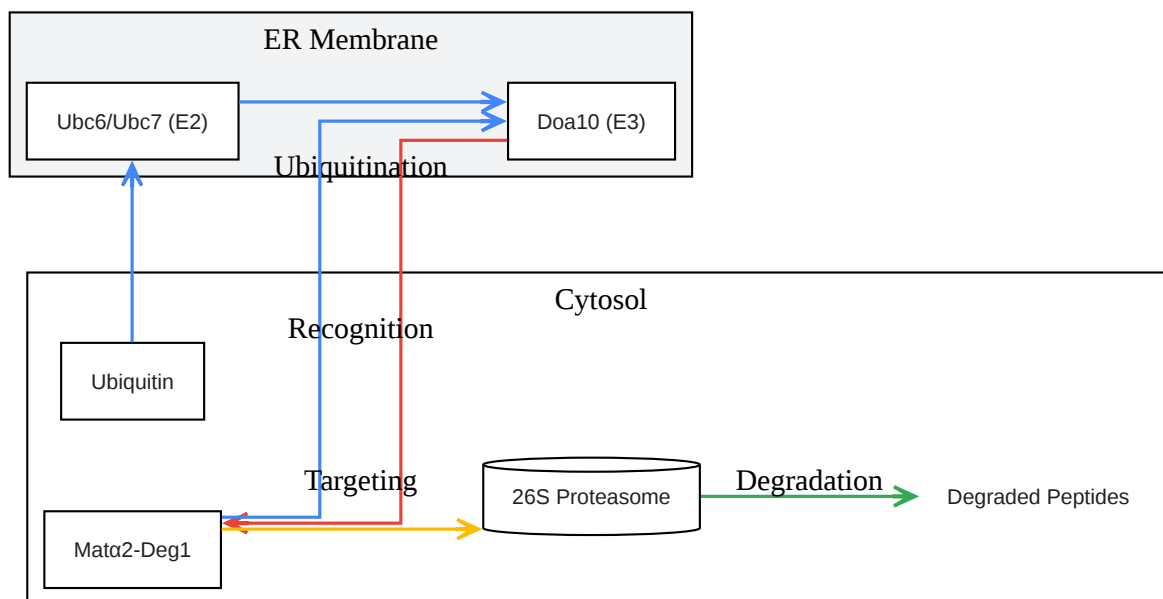 ER Membrane
Ubc6/Ubc7 (E2)
Doa10 (E3)
Ubiquitination
Cytosol
Recognition
Ubiquitin
Targeting
26S Proteasome
Degradation
Degraded Peptides
Matα2-Deg1